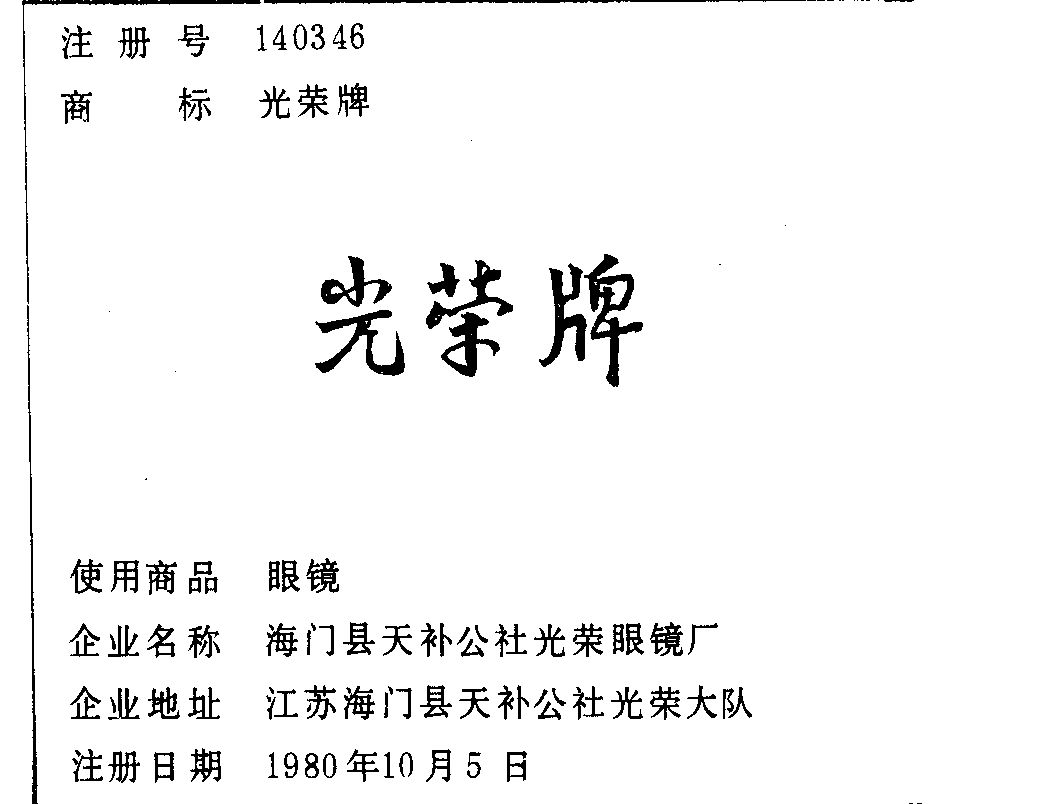 注册号 140346
商标 光荣牌
光荣牌
使用商品 眼镜
企业名称 海门县天补公社光荣眼镜厂
企业地址 江苏海门县天补公社光荣大队
注册日期 1980年10月5日